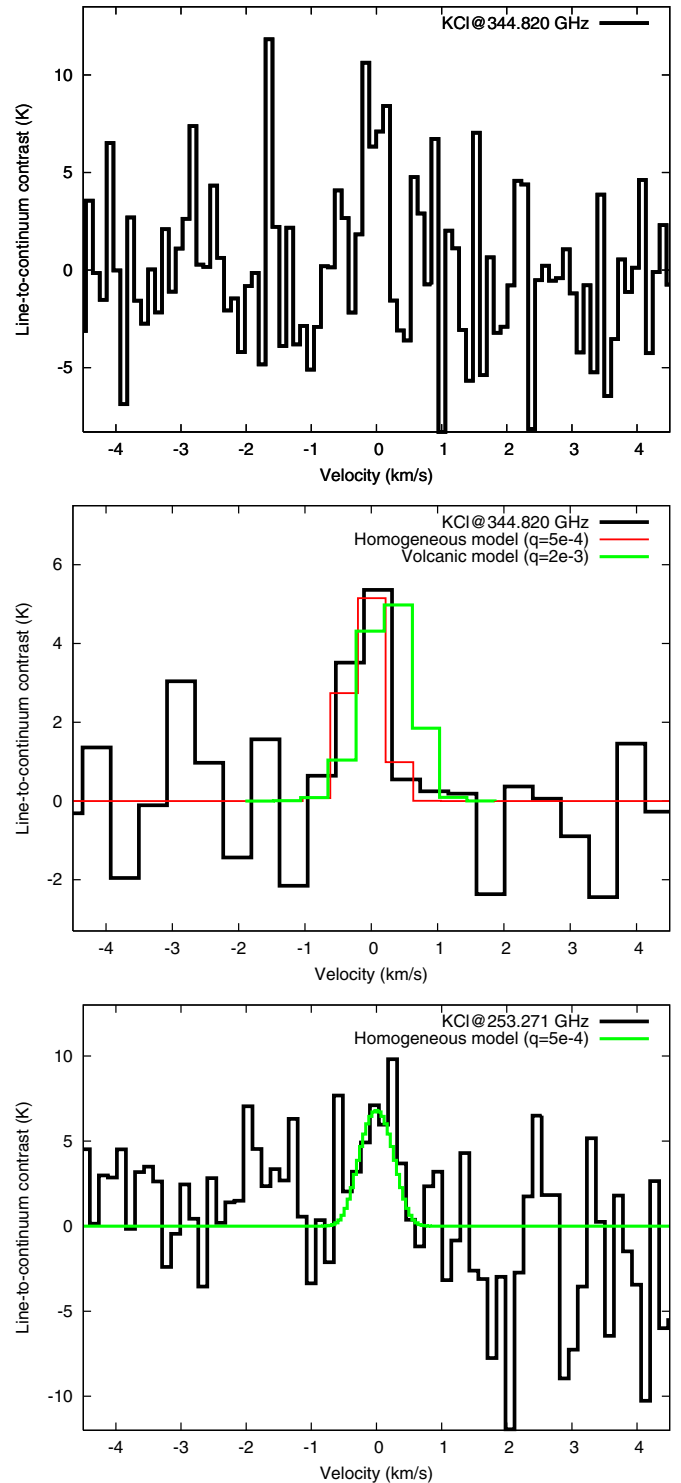 KCl@344.820 GHz
Line-to-continuum contrast (K)
10
5
0
-5
-4 -3 -2 -1 0 1 2 3 4
Velocity (km/s)
KCl@344.820 GHz
Homogeneous model (q=5e-4)
Volcanic model (q=2e-3)
Line-to-continuum contrast (K)
6
4
2
0
-2
-4 -3 -2 -1 0 1 2 3 4
Velocity (km/s)
KCl@253.271 GHz
Homogeneous model (q=5e-4)
Line-to-continuum contrast (K)
10
5
0
-5
-10
-4 -3 -2 -1 0 1 2 3 4
Velocity (km/s)